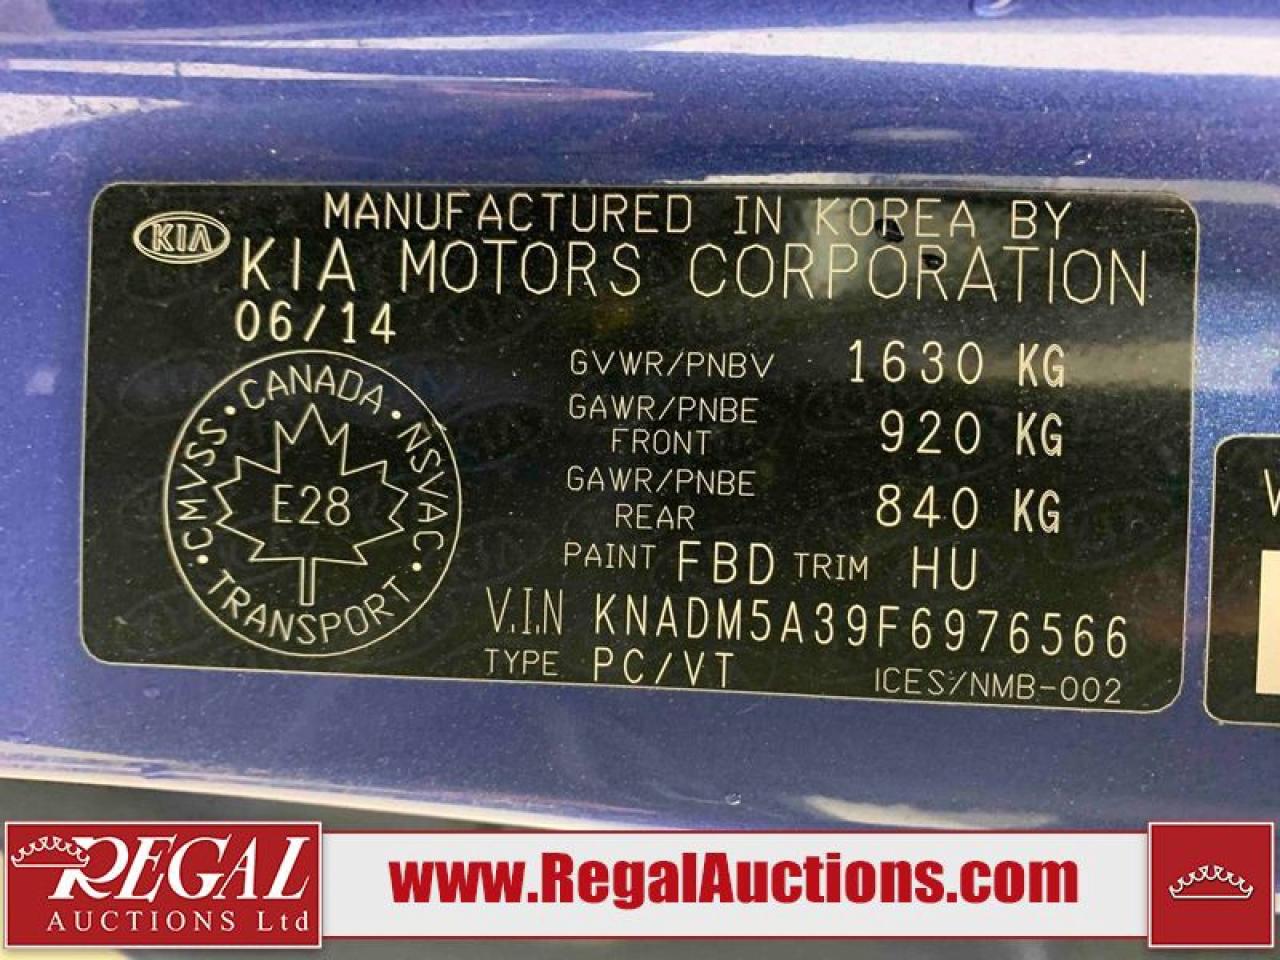 MANUFACTURED IN KOREA BY
KIA
KIA MOTORS CORPORATION
06/14
GVWR/PNBV 1630 KG
GAWR/PNBE FRONT 920 KG
GAWR/PNBE REAR 840 KG
PAINT FBD TRIM HU
V.I.N KNADM5A39F6976566
TYPE PC/VT ICES/NMB-002
CANADA
CMVSS • NSVAC
E28
TRANSPORT
V
REGAL
AUCTIONS Ltd
www.RegalAuctions.com